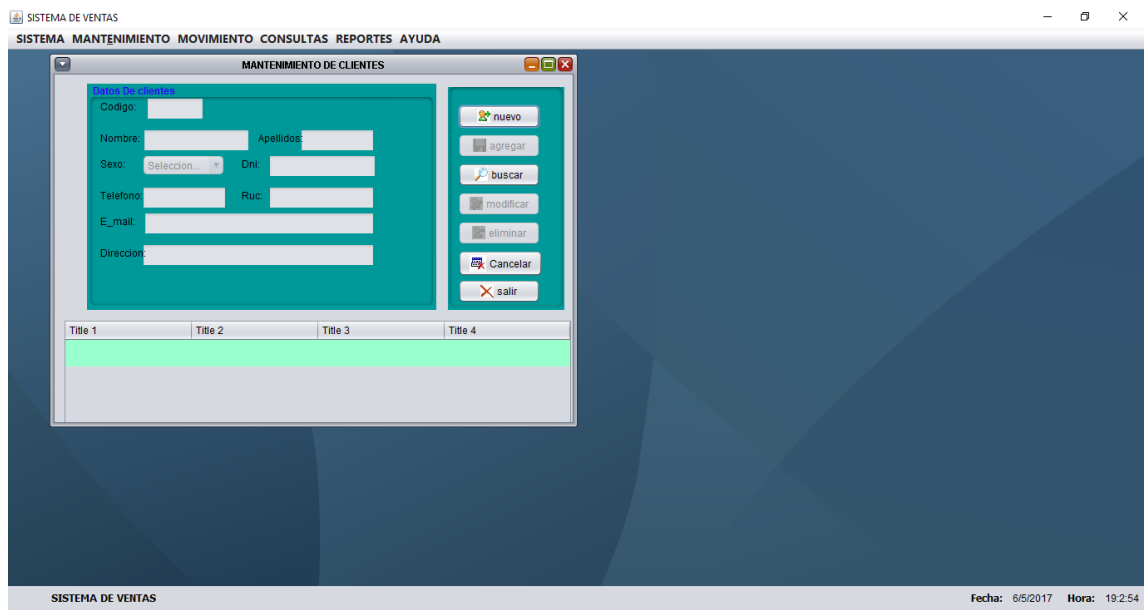 SISTEMA DE VENTAS
SISTEMA MANTENIMIENTO MOVIMIENTO CONSULTAS REPORTES AYUDA
MANTENIMIENTO DE CLIENTES
Datos De clientes
Codigo:
Nombre: Apellidos:
Sexo: Seleccion... Dni:
Telefono: Ruc:
E_mail:
Direccion:
nuevo
agregar
buscar
modificar
eliminar
Cancelar
salir
Title 1 Title 2 Title 3 Title 4
SISTEMA DE VENTAS Fecha: 6/5/2017 Hora: 19:2:54